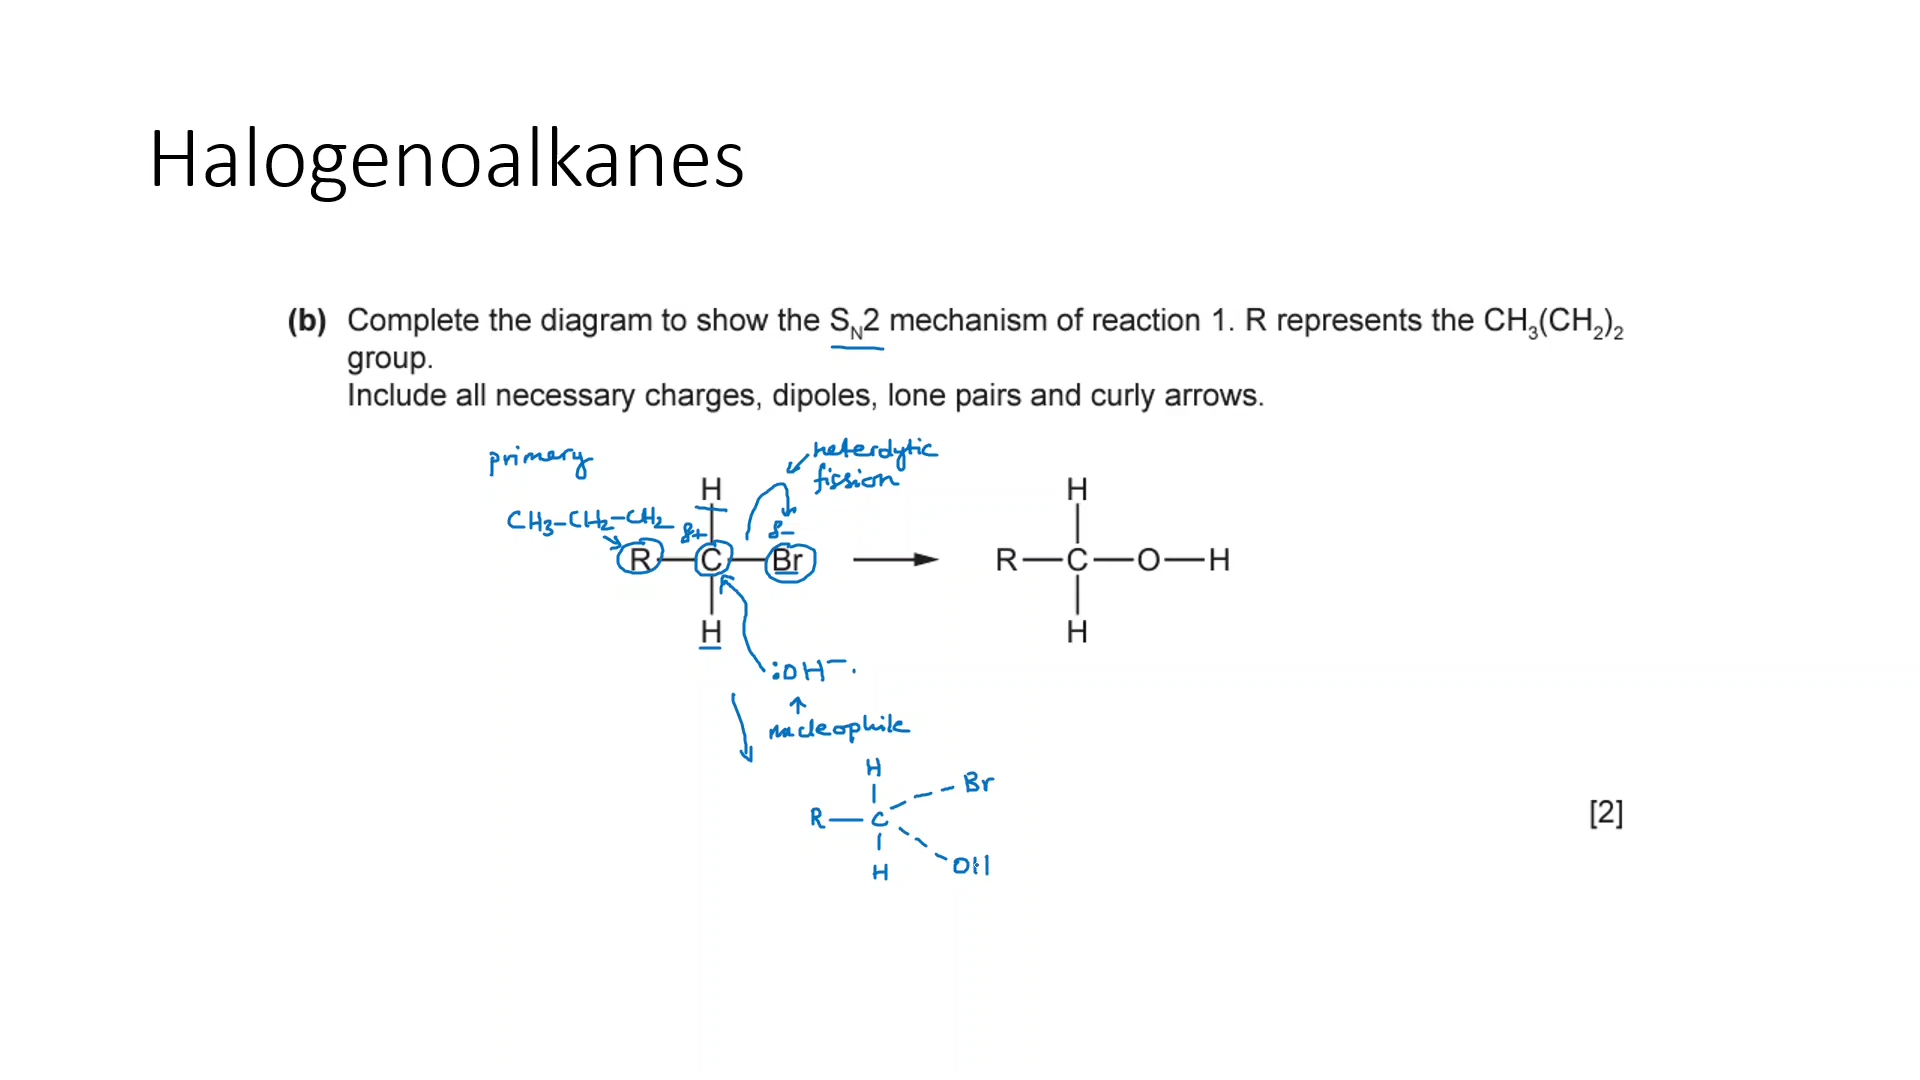 Halogenoalkanes
(b) Complete the diagram to show the SN2 mechanism of reaction 1. R represents the CH3(CH2)2
group.
Include all necessary charges, dipoles, lone pairs and curly arrows.
primary
heterolytic
fission
CH3-CH2-CH2
H
δ+
δ-
R—C—Br
H
H
R—C—O—H
H
:OH⁻.
nucleophile
H
Br
R—C
OH
H
[2]